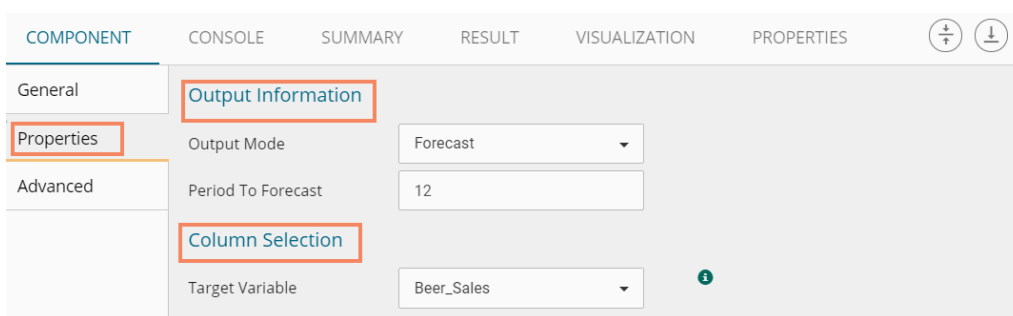 COMPONENT CONSOLE SUMMARY RESULT VISUALIZATION PROPERTIES
General
Output Information
Properties
Output Mode Forecast
Advanced
Period To Forecast 12
Column Selection
Target Variable Beer_Sales